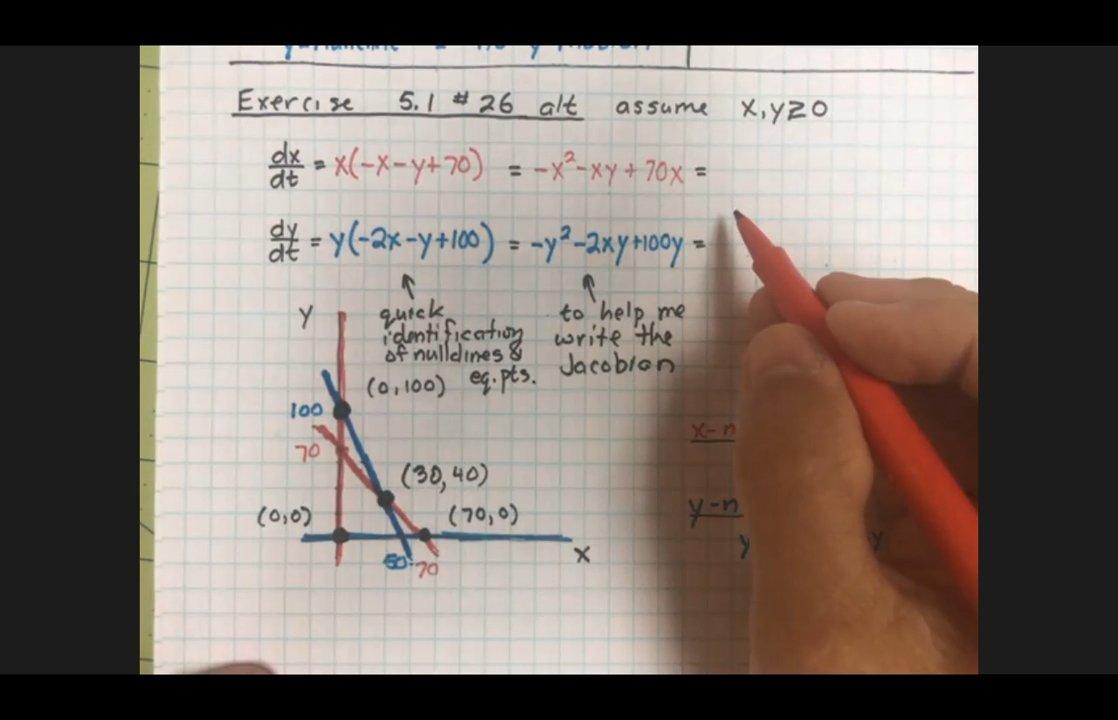 Exercise 5.1 #26 alt assume x,y≥0
dx/dt = x(-x-y+70) = -x²-xy+70x =
dy/dt = y(-2x-y+100) = -y²-2xy+100y =
quick
identification
of nullclines &
eq. pts.
to help me
write the
Jacobian
y
(0,100)
100
70
(30,40)
(0,0)
(70,0)
50
70
x
x-n
y-n
y
y